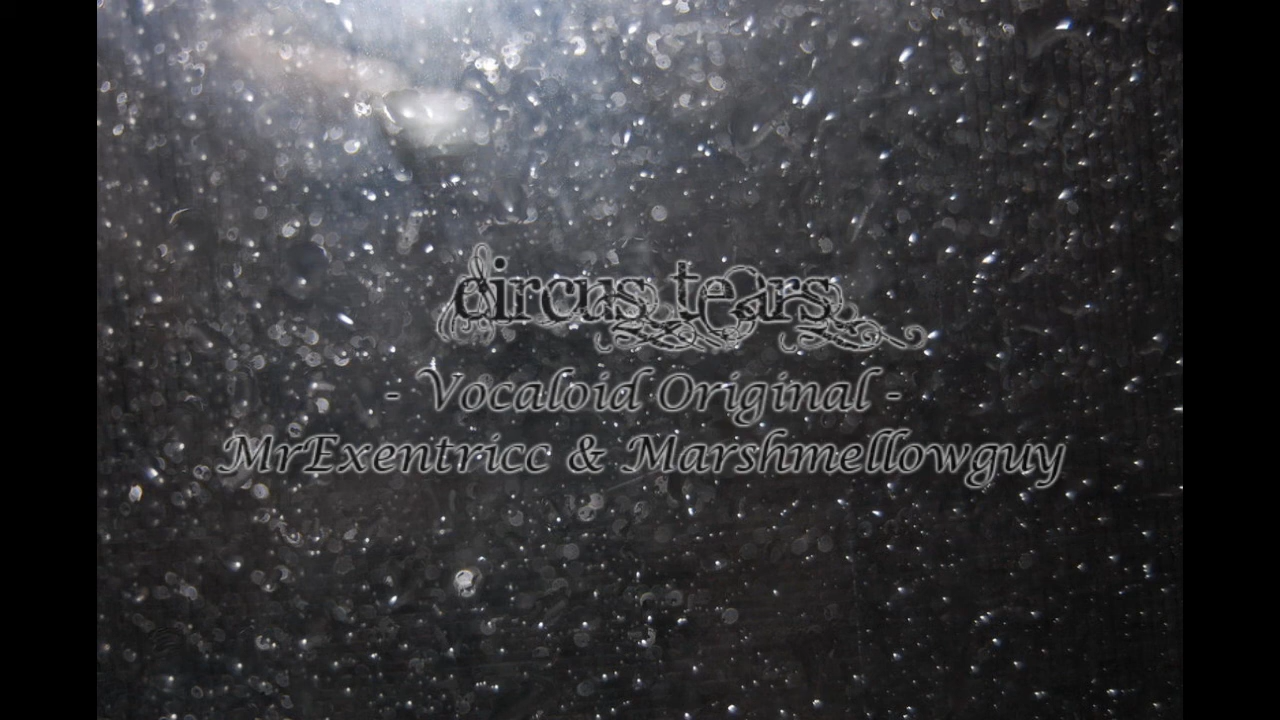 circus tears
- Vocaloid Original -
MrExentricc & Marshmellowguy